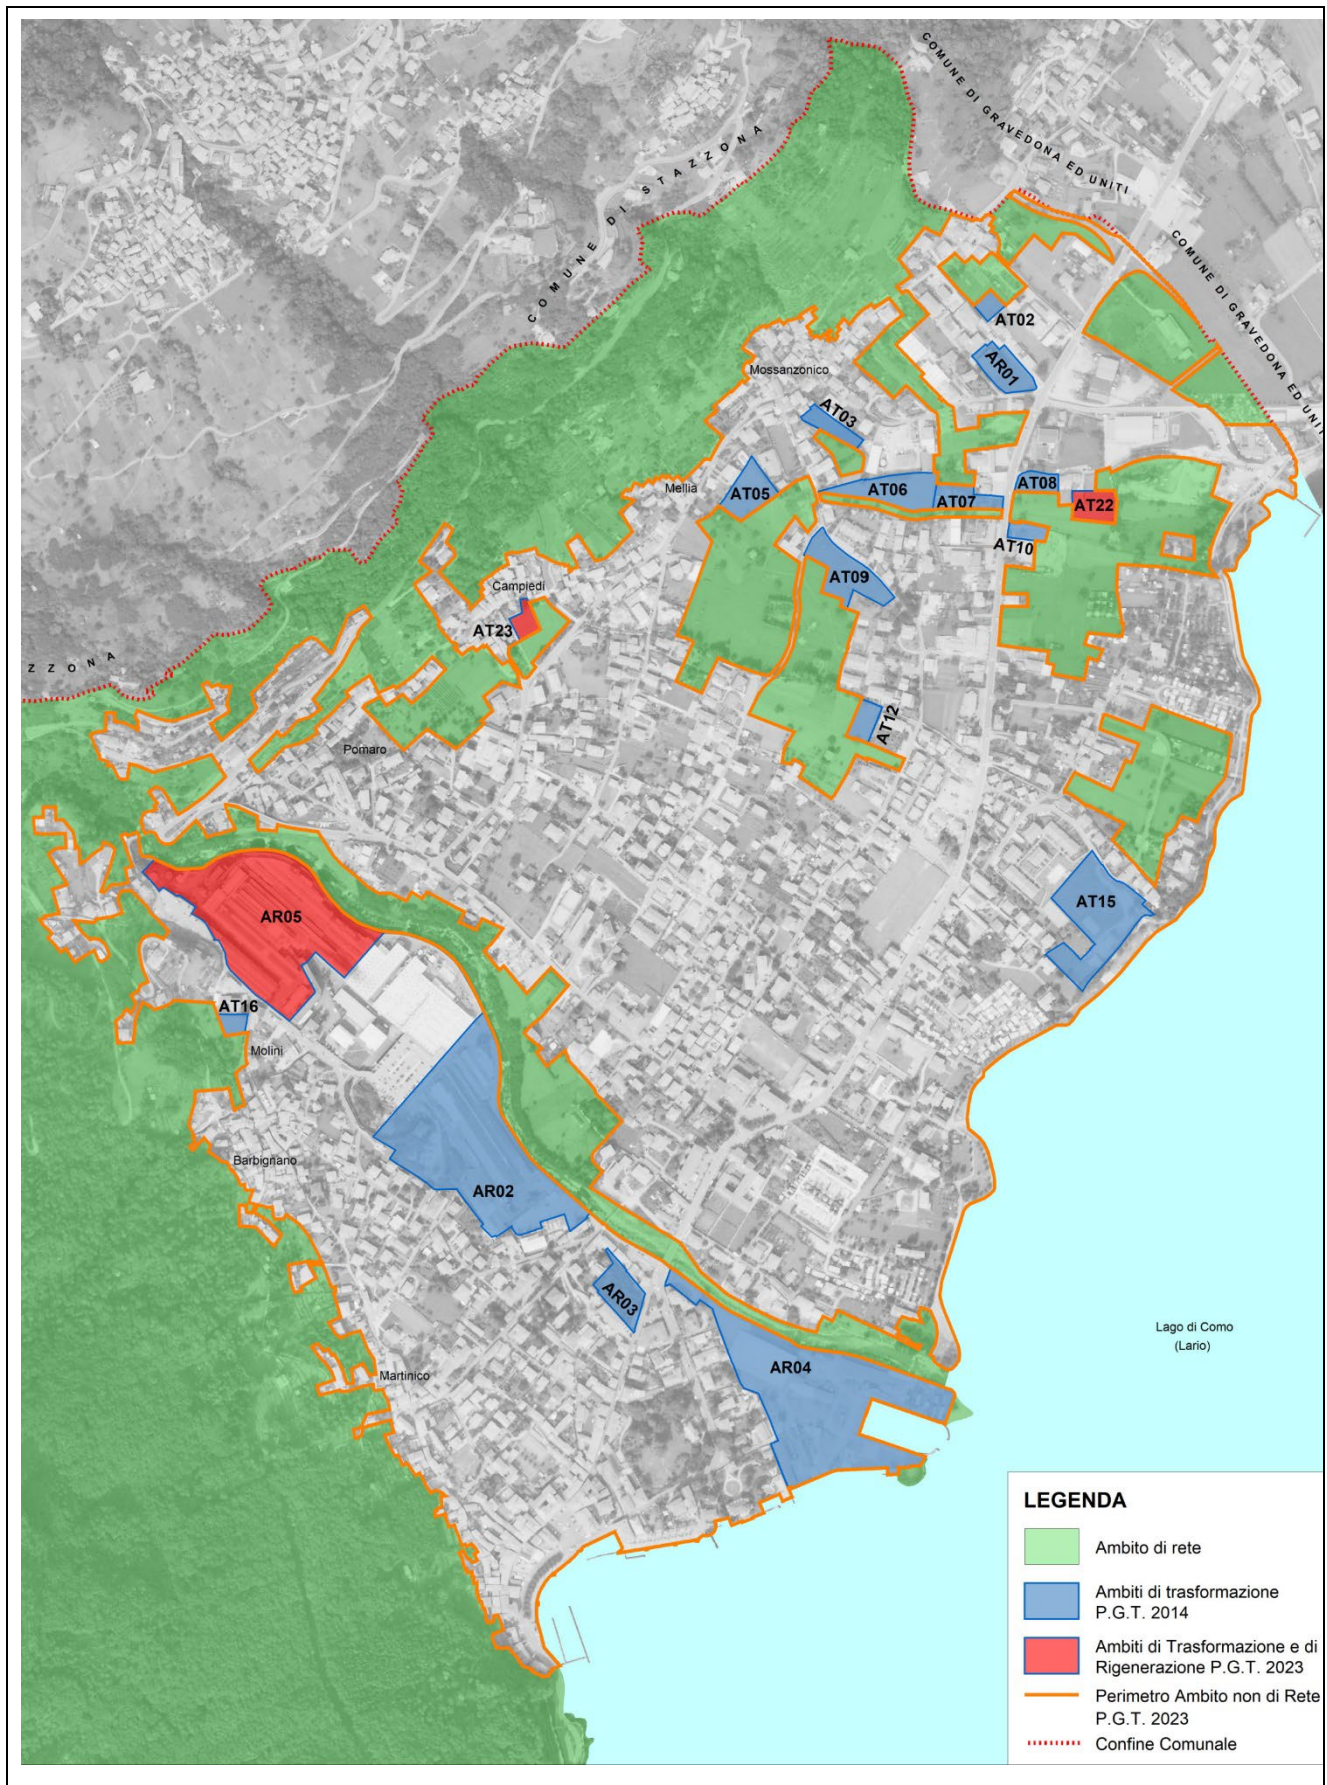 COMUNE DI GRAVEDONA ED UNITI
COMUNE DI STAZZONA
COMUNE DI GRAVEDONA ED UNITI
AT02
AR01
Mossanzonico
AT03
Mellia
AT05
AT06
AT07
AT08
AT22
AT10
AT09
Campiedi
AT23
ZZONA
AT12
Pomaro
AT15
AR05
AT16
Molini
Barbignano
AR02
AR03
Lago di Como
(Lario)
AR04
Martinico
LEGENDA
Ambito di rete
Ambiti di trasformazione
P.G.T. 2014
Ambiti di Trasformazione e di
Rigenerazione P.G.T. 2023
Perimetro Ambito non di Rete
P.G.T. 2023
Confine Comunale